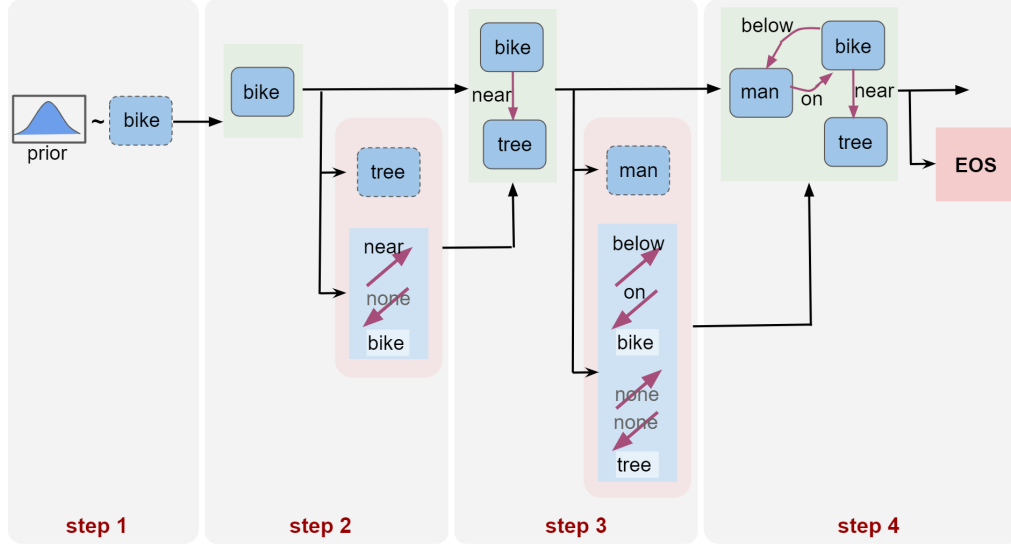 prior
~
bike
step 1
bike
tree
near
none
bike
step 2
bike
near
tree
man
below
on
bike
none
none
tree
step 3
below
bike
man
on
near
tree
EOS
step 4